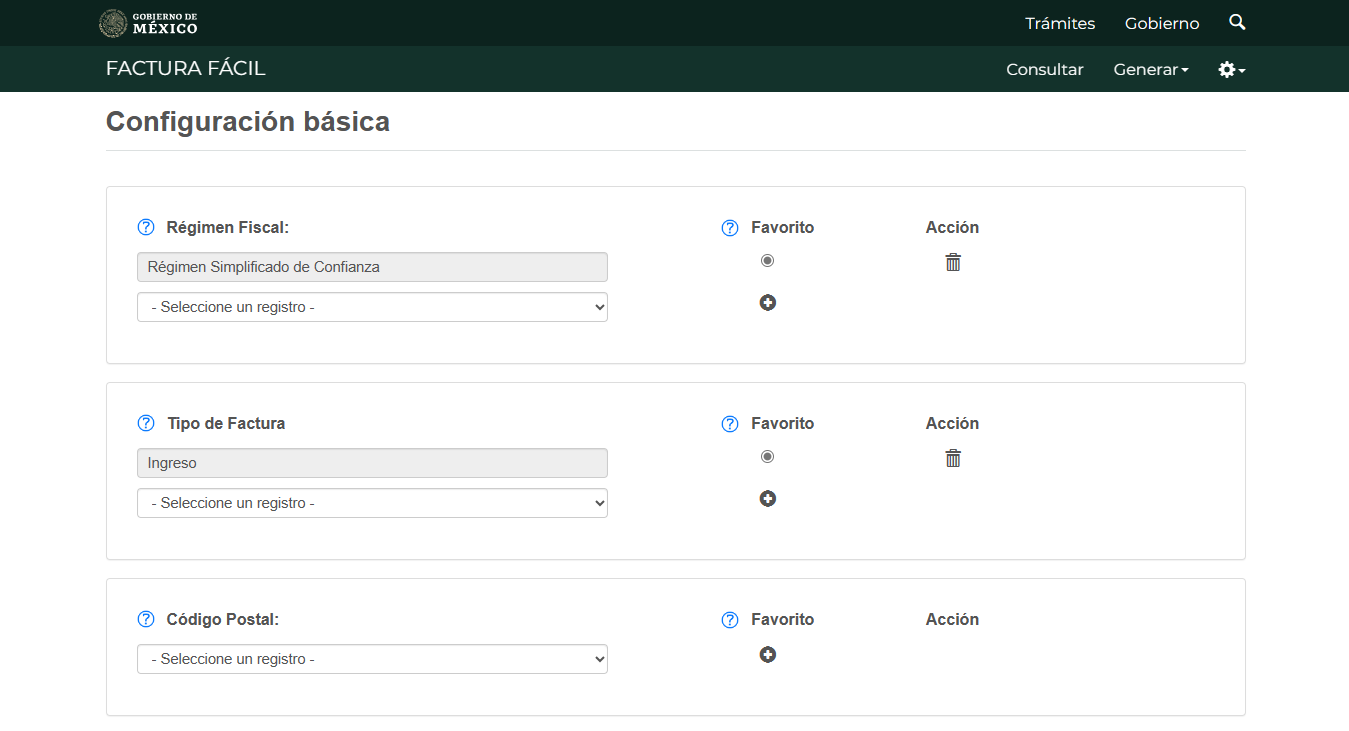 GOBIERNO DE
MÉXICO
Trámites
Gobierno
FACTURA FÁCIL
Consultar
Generar
Configuración básica
Régimen Fiscal:
Favorito
Acción
Régimen Simplificado de Confianza
- Seleccione un registro -
Tipo de Factura
Favorito
Acción
Ingreso
- Seleccione un registro -
Código Postal:
Favorito
Acción
- Seleccione un registro -